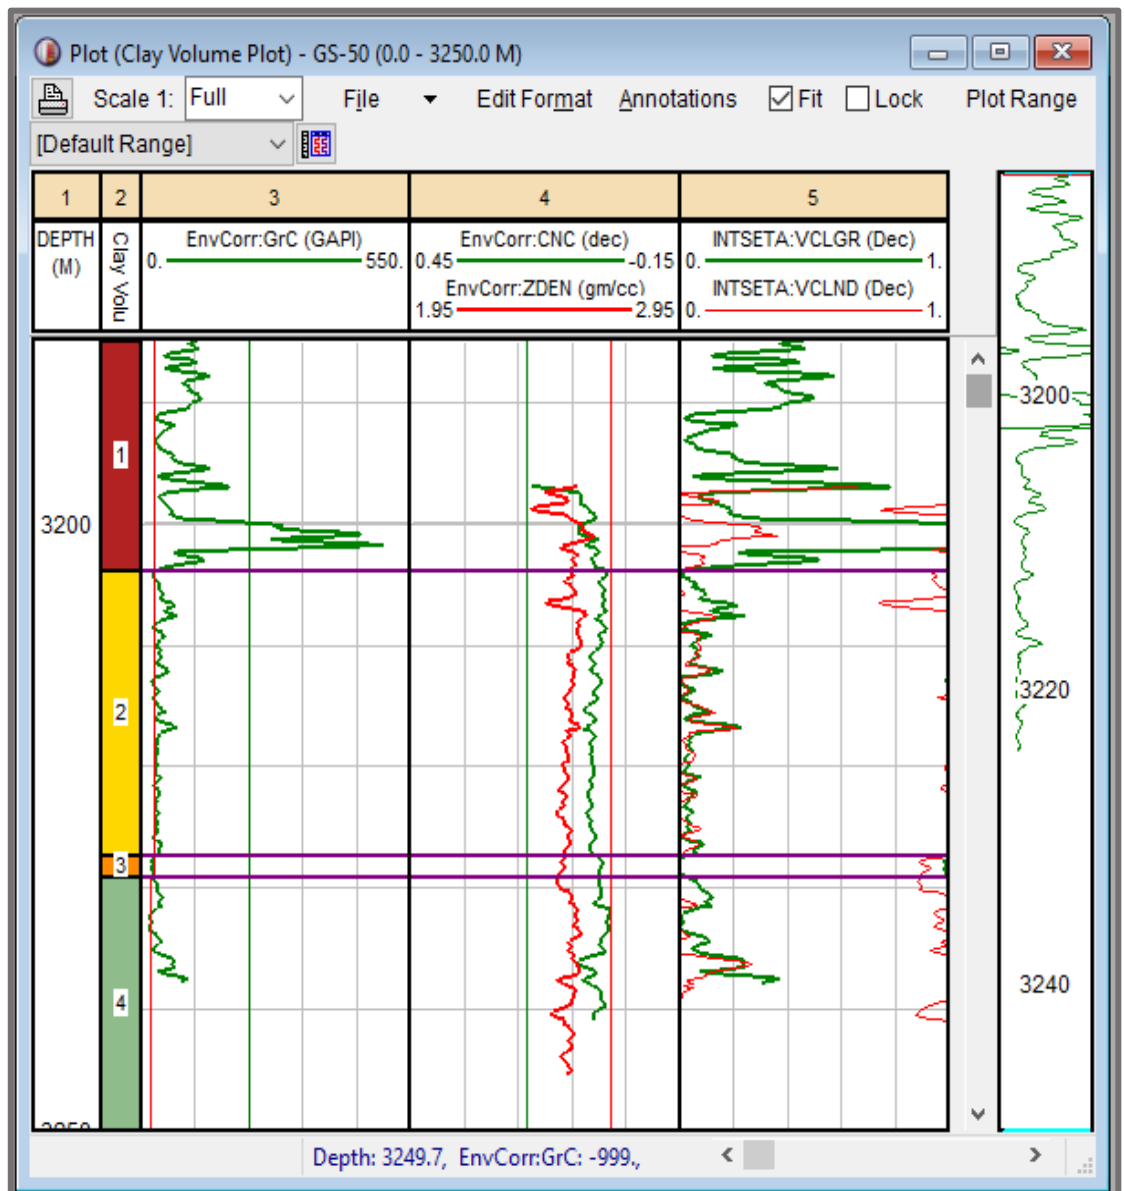 Plot (Clay Volume Plot) - GS-50 (0.0 - 3250.0 M)
Scale 1: Full File Edit Format Annotations Fit Lock Plot Range
[Default Range]
1 2 3 4 5
DEPTH (M)
Clay Volu
EnvCorr:GrC (GAPI)
0. 550.
EnvCorr:CNC (dec)
0.45 -0.15
EnvCorr:ZDEN (gm/cc)
1.95 2.95
INTSETA:VCLGR (Dec)
0. 1.
INTSETA:VCLND (Dec)
0. 1.
1
3200
2
3
4
3200
3220
3240
Depth: 3249.7, EnvCorr:GrC: -999.,